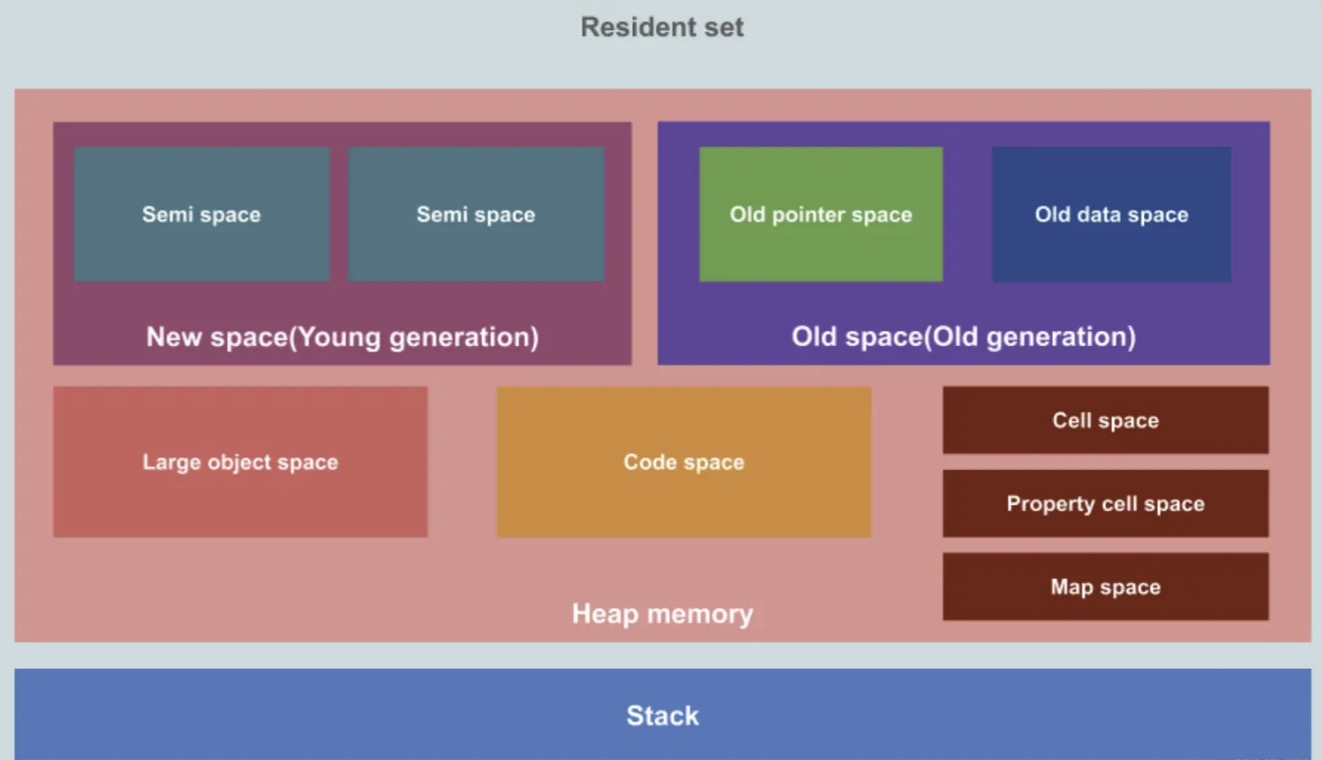 Resident set
Semi space
Semi space
Old pointer space
Old data space
New space(Young generation)
Old space(Old generation)
Large object space
Code space
Cell space
Property cell space
Map space
Heap memory
Stack